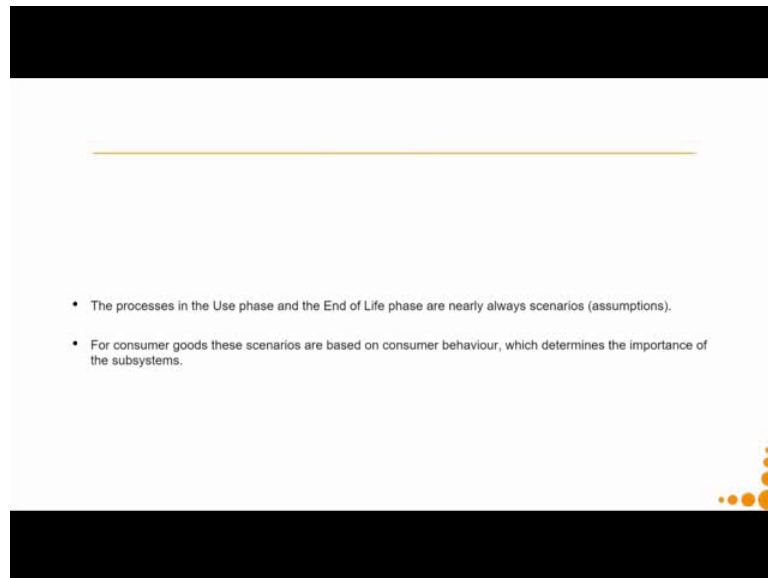 • The processes in the Use phase and the End of Life phase are nearly always scenarios (assumptions).
• For consumer goods these scenarios are based on consumer behaviour, which determines the importance of
the subsystems.